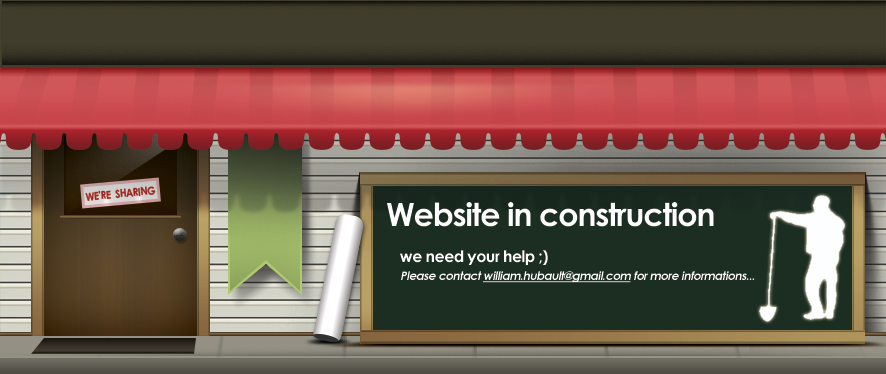 WE'RE SHARING
Website in construction
we need your help ;)
Please contact william.hubault@gmail.com for more informations...